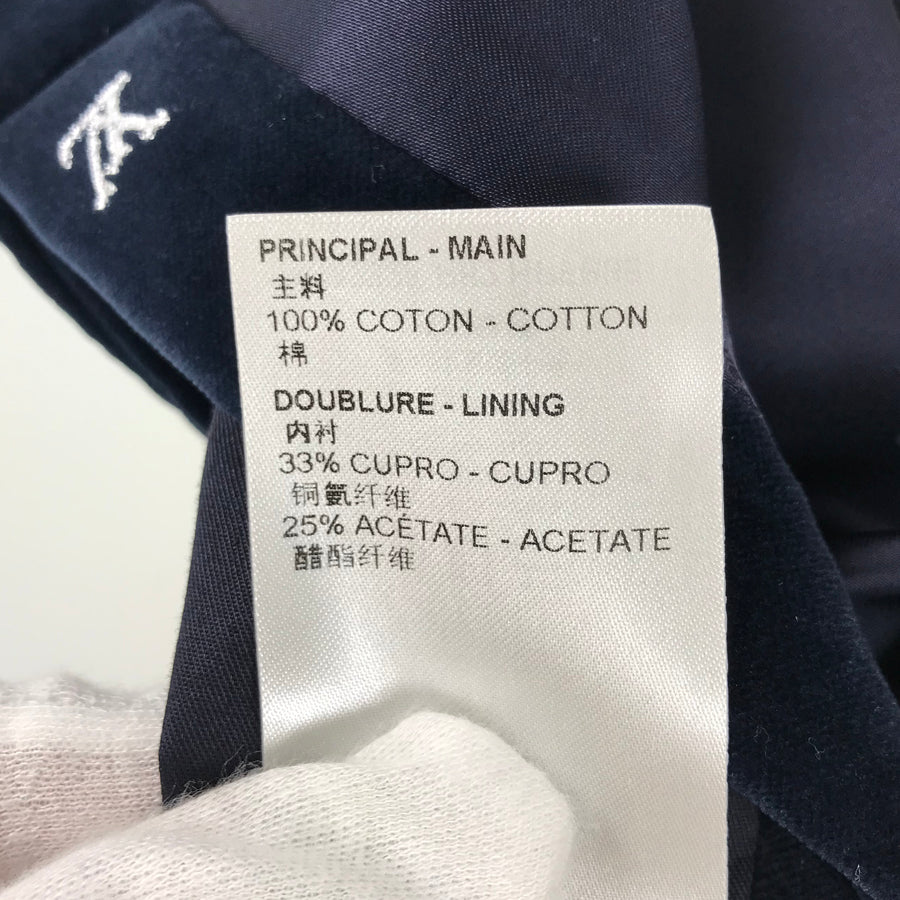 PRINCIPAL - MAIN
主料
100% COTON - COTTON
棉
DOUBLURE - LINING
内衬
33% CUPRO - CUPRO
铜氨纤维
25% ACÉTATE - ACETATE
醋酯纤维